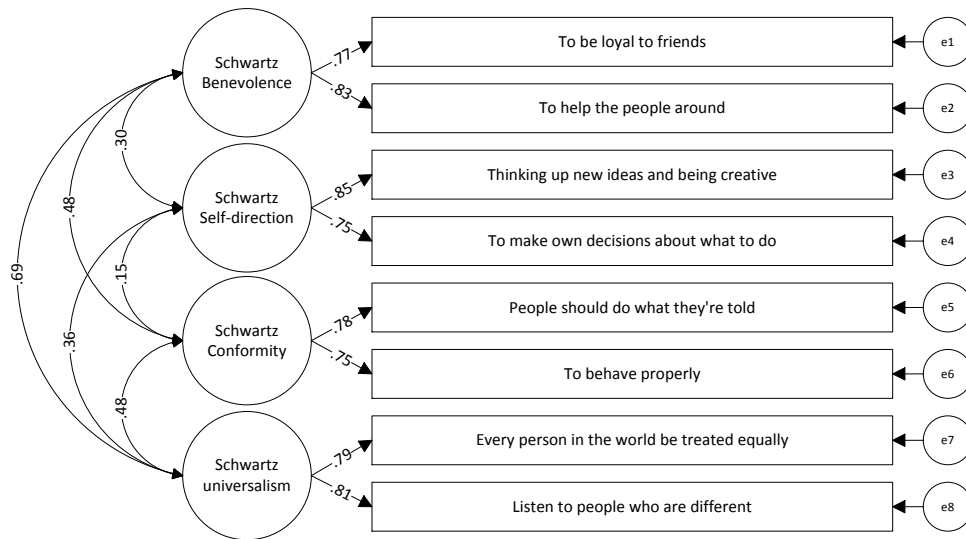 Schwartz
Benevolence
.77
To be loyal to friends
e1
.83
To help the people around
e2
.30
Schwartz
Self-direction
.85
Thinking up new ideas and being creative
e3
.75
To make own decisions about what to do
e4
.48
.69
.15
.36
Schwartz
Conformity
.78
People should do what they're told
e5
.75
To behave properly
e6
.48
Schwartz
universalism
.79
Every person in the world be treated equally
e7
.81
Listen to people who are different
e8